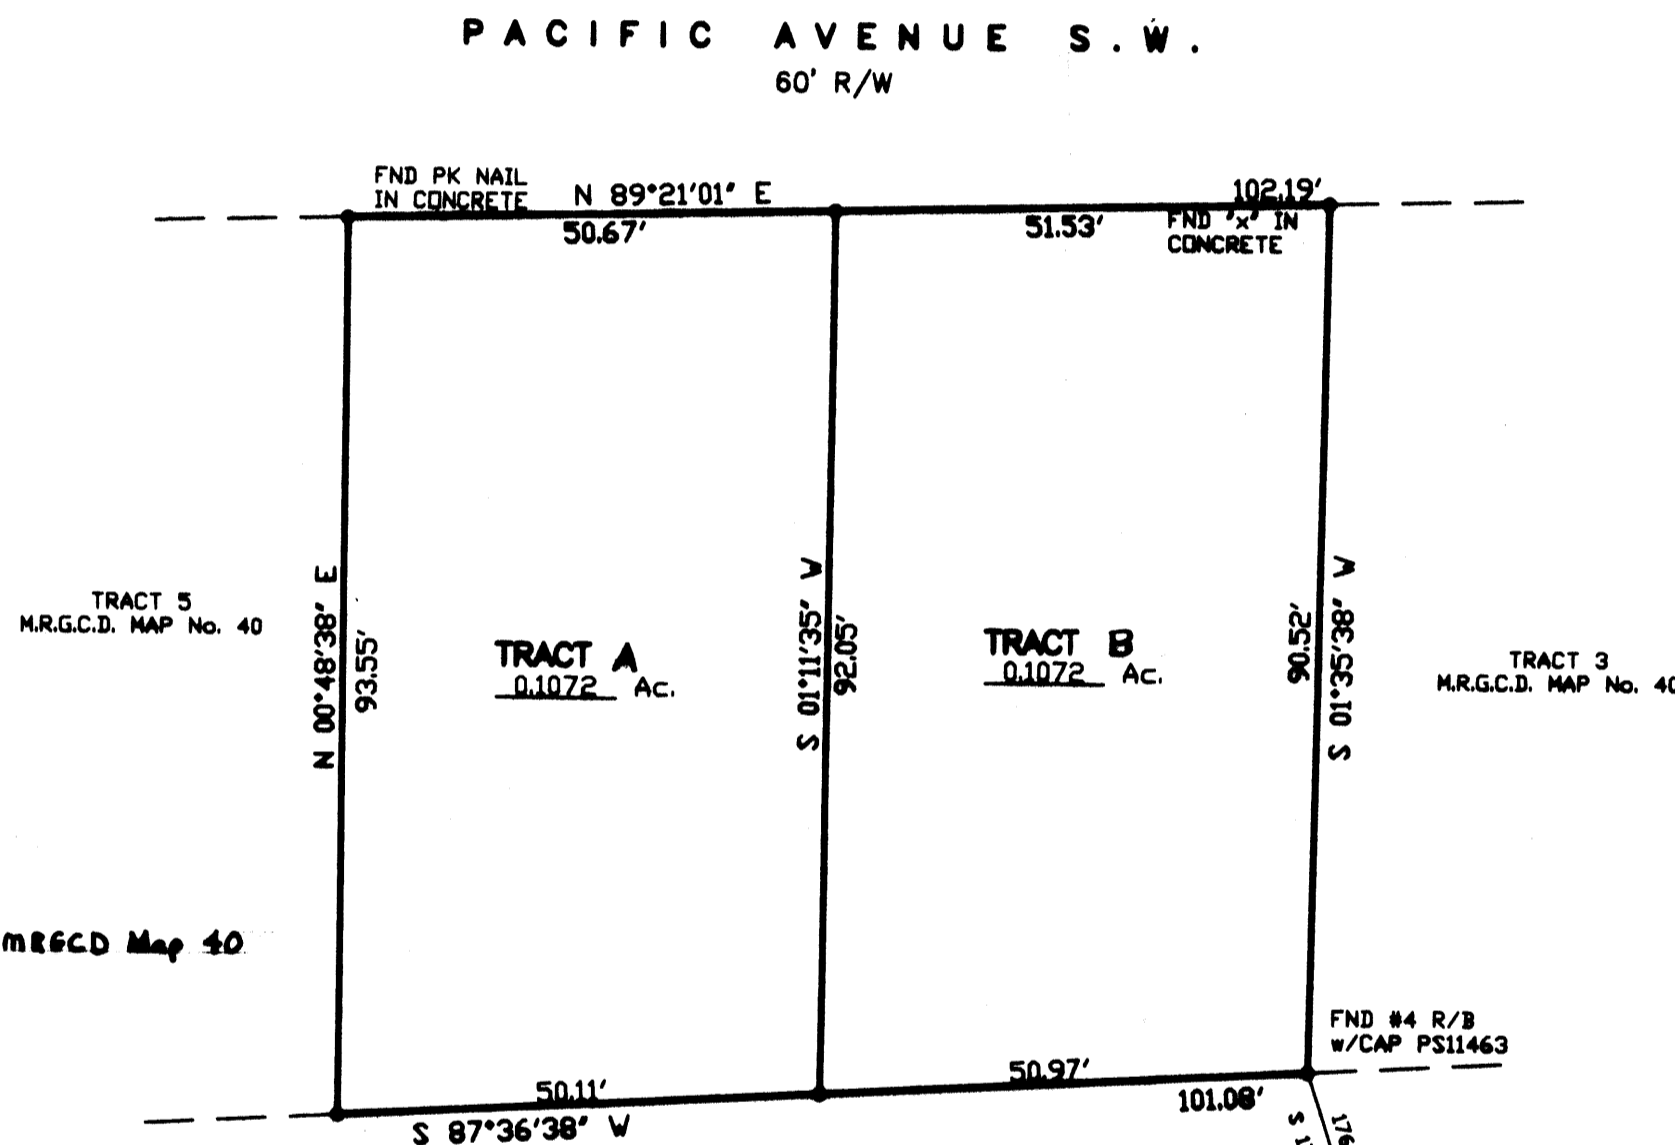 PACIFIC AVENUE S.W.
60' R/W
FND PK NAIL
IN CONCRETE
N 89°21'01" E
102.19'
50.67'
51.53'
FND "x" IN
CONCRETE
N 00°48'38" E
93.55'
S 01°11'35" W
92.05'
90.52'
S 01°35'38" W
TRACT 5
M.R.G.C.D. MAP No. 40
TRACT A
0.1072 Ac.
TRACT B
0.1072 Ac.
TRACT 3
M.R.G.C.D. MAP No. 40
MRGCD Map 40
FND #4 R/B
w/CAP PS11463
50.11'
50.97'
101.08'
S 87°36'38" W
S 1
176